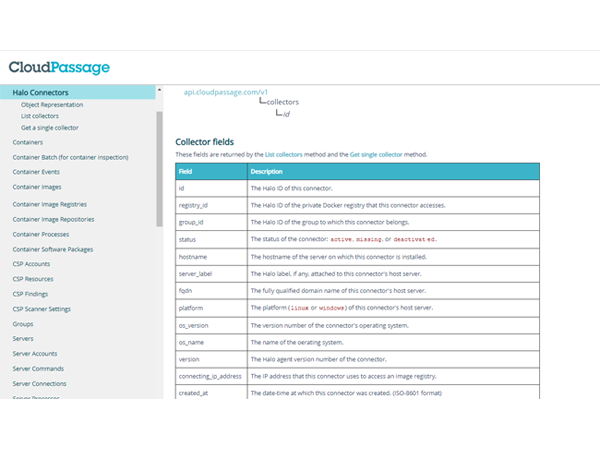 CloudPassage
Halo Connectors
Object Representation
List collectors
Get a single collector
Containers
Container Batch (for container inspection)
Container Events
Container Images
Container Image Registries
Container Image Repositories
Container Processes
Container Software Packages
CSP Accounts
CSP Resources
CSP Findings
CSP Scanner Settings
Groups
Servers
Server Accounts
Server Commands
Server Connections
Server Processes
api.cloudpassage.com/v1
collectors
id
Collector fields
These fields are returned by the List collectors method and the Get single collector method.
Field Description
id The Halo ID of this connector.
registry_id The Halo ID of the private Docker registry that this connector accesses.
group_id The Halo ID of the group to which this connector belongs.
status The status of the connector: active, missing, or deactivated.
hostname The hostname of the server on which this connector is installed.
server_label The Halo label, if any, attached to this connector's host server.
fqdn The fully qualified domain name of this connector's host server.
platform The platform (linux or windows) of this connector's host server.
os_version The version number of the connector's operating system.
os_name The name of the oerating system.
version The Halo agent version number of the connector.
connecting_ip_address The IP address that this connector uses to access an image registry.
created_at The date-time at which this connector was created. (ISO-8601 format)